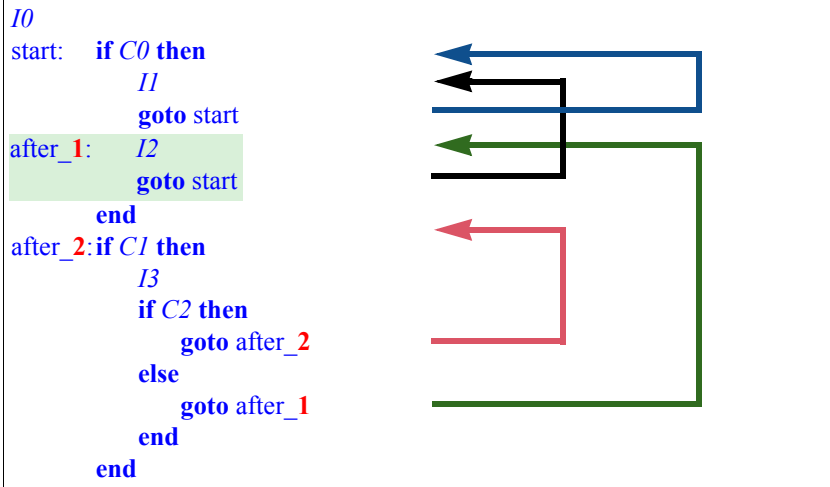 I0
start: if C0 then
I1
goto start
after_1: I2
goto start
end
after_2: if C1 then
I3
if C2 then
goto after_2
else
goto after_1
end
end